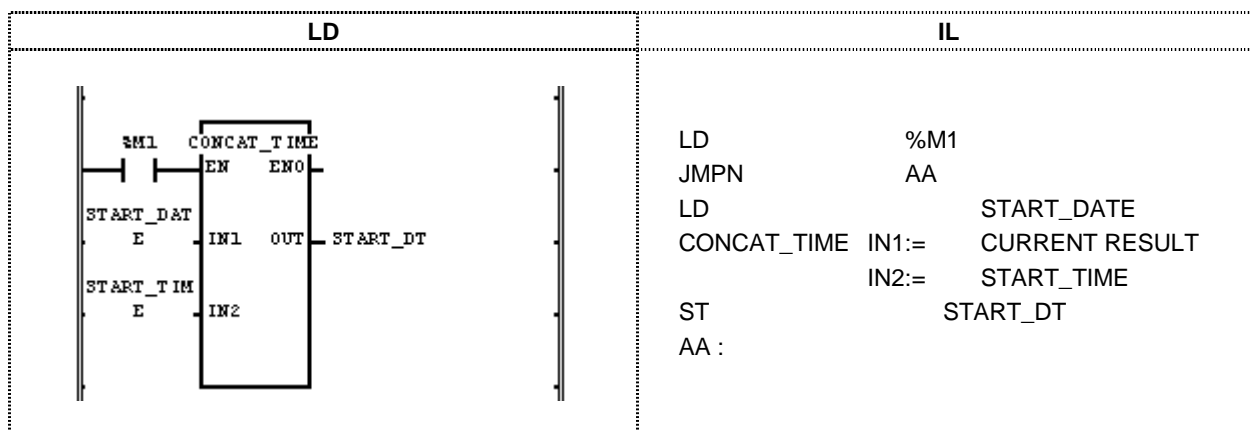 LD
IL
%M1
CONCAT_TIME
EN ENO
START_DAT
E
IN1 OUT START_DT
START_TIM
E
IN2
LD %M1
JMPN AA
LD START_DATE
CONCAT_TIME IN1:= CURRENT RESULT
IN2:= START_TIME
ST START_DT
AA :